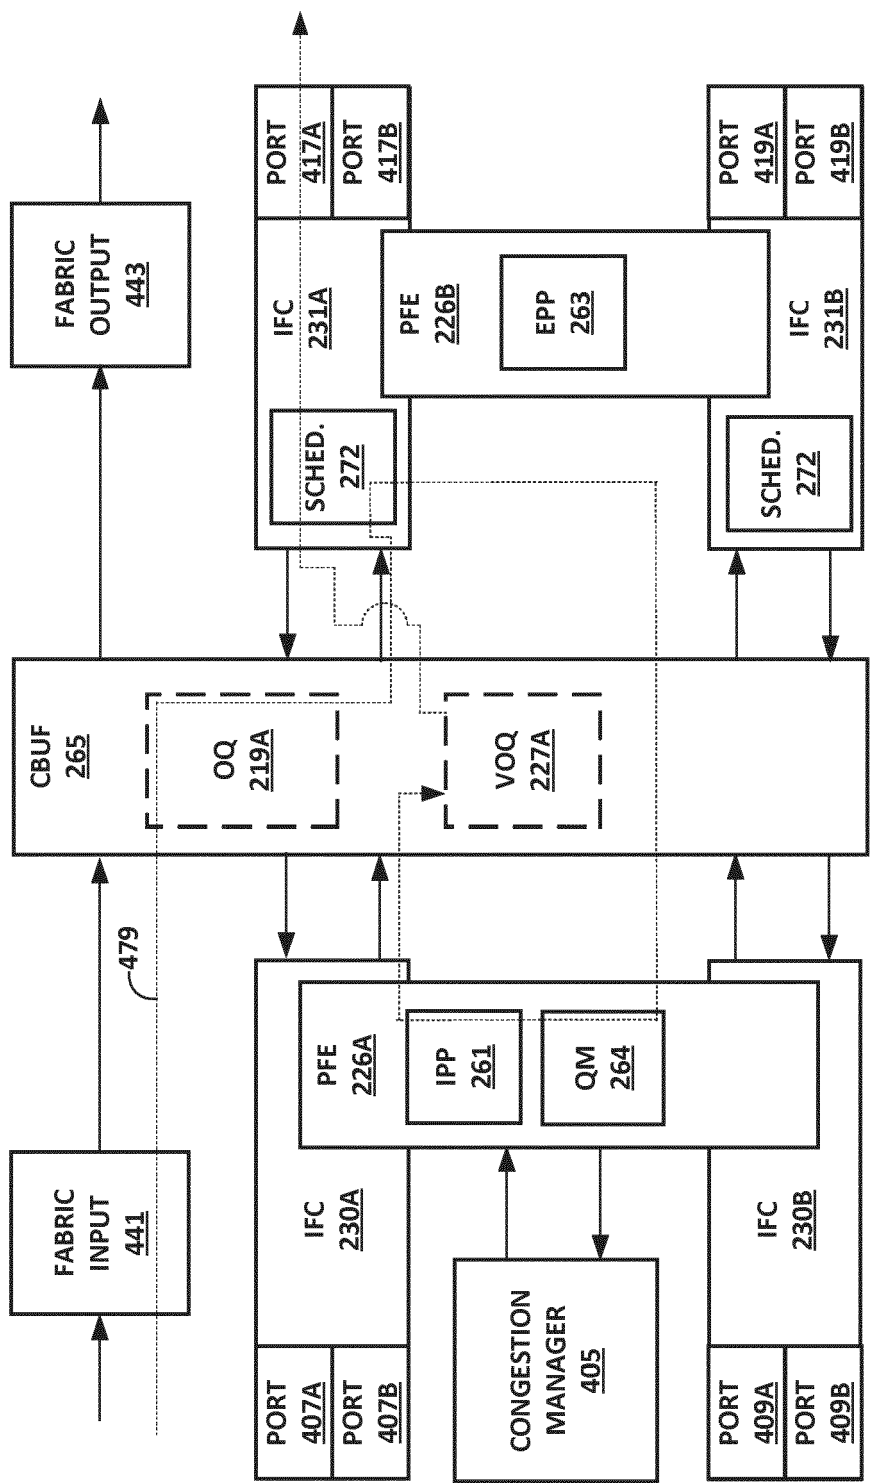 FABRIC
INPUT
441
FABRIC
OUTPUT
443
479
CBUF
265
OQ
219A
VOQ
227A
PORT
407A
PORT
407B
IFC
230A
PFE
226A
IPP
261
QM
264
CONGESTION
MANAGER
405
PORT
409A
PORT
409B
IFC
230B
SCHED.
272
IFC
231A
PORT
417A
PORT
417B
PFE
226B
EPP
263
SCHED.
272
IFC
231B
PORT
419A
PORT
419B